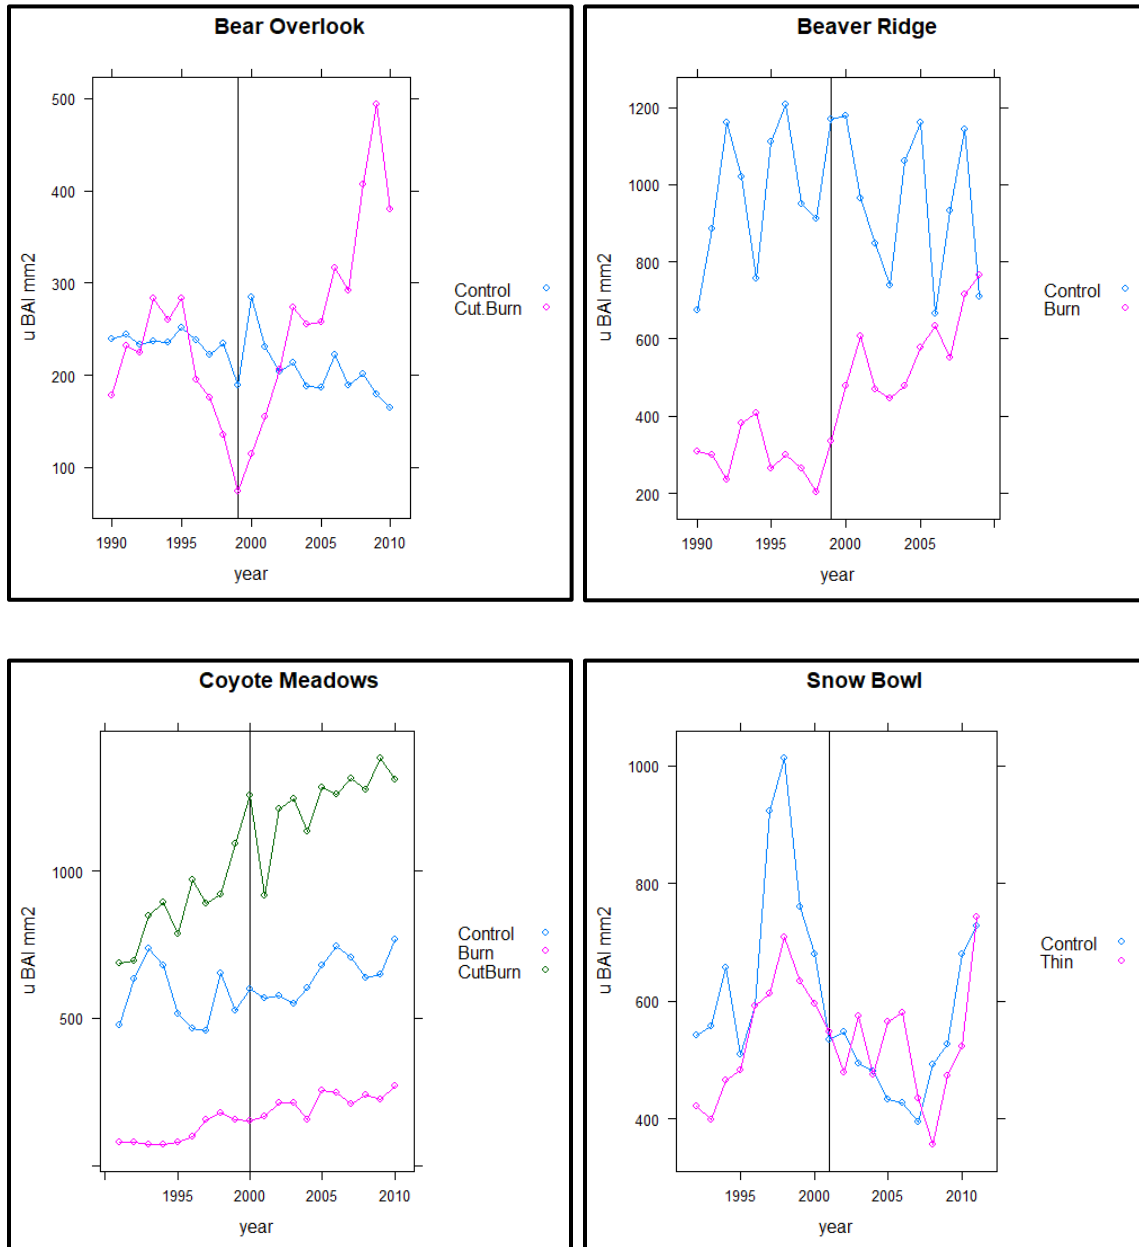 Bear Overlook
u BAI mm2
500
400
300
200
100
1990 1995 2000 2005 2010
year
Control
Cut.Burn
Beaver Ridge
u BAI mm2
1200
1000
800
600
400
200
1990 1995 2000 2005
year
Control
Burn
Coyote Meadows
u BAI mm2
1000
500
1995 2000 2005 2010
year
Control
Burn
CutBurn
Snow Bowl
u BAI mm2
1000
800
600
400
1995 2000 2005 2010
year
Control
Thin